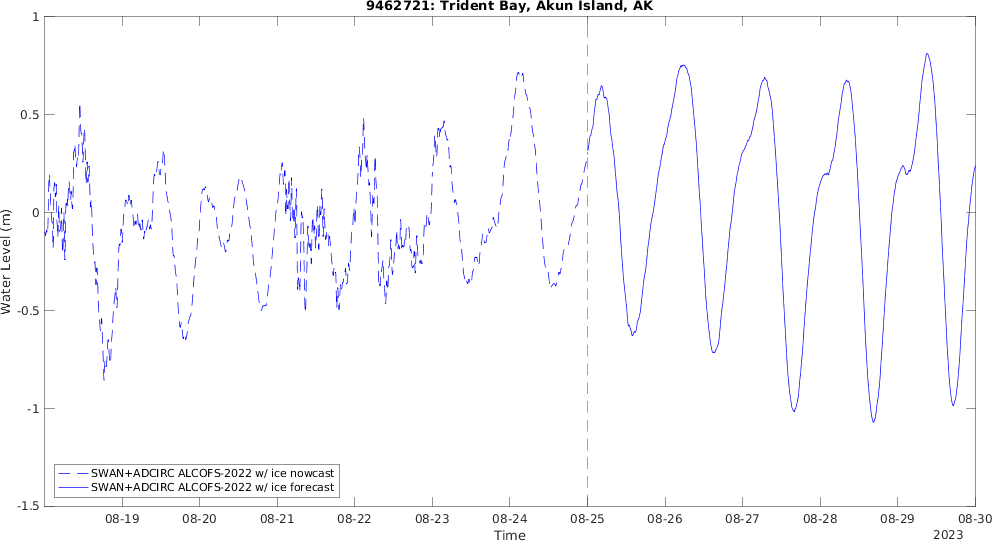 9462721: Trident Bay, Akun Island, AK
1
0.5
0
-0.5
-1
-1.5
Water Level (m)
SWAN+ADCIRC ALCOFS-2022 w/ ice nowcast
SWAN+ADCIRC ALCOFS-2022 w/ ice forecast
08-19 08-20 08-21 08-22 08-23 08-24 08-25 08-26 08-27 08-28 08-29 08-30
Time
2023